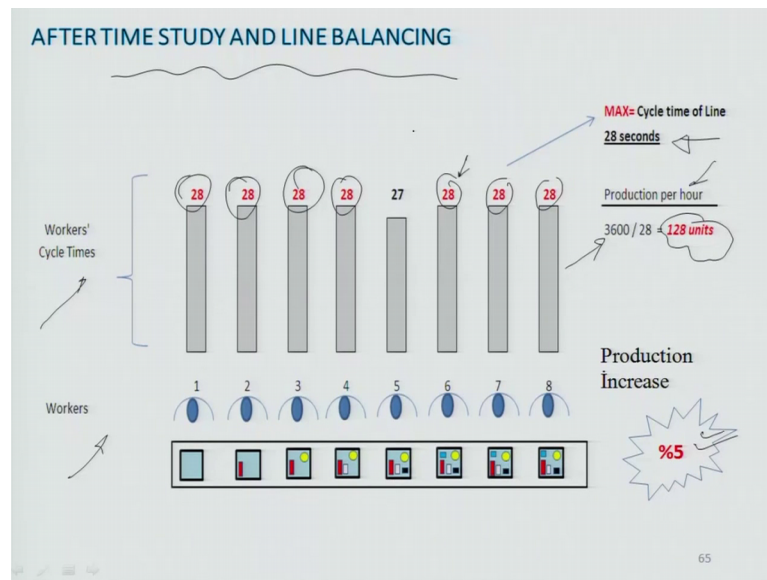 AFTER TIME STUDY AND LINE BALANCING
MAX= Cycle time of Line
28 seconds
28 28 28 28 27 28 28 28
Production per hour
3600 / 28 = 128 units
Workers'
Cycle Times
Production
İncrease
1 2 3 4 5 6 7 8
Workers
%5
65